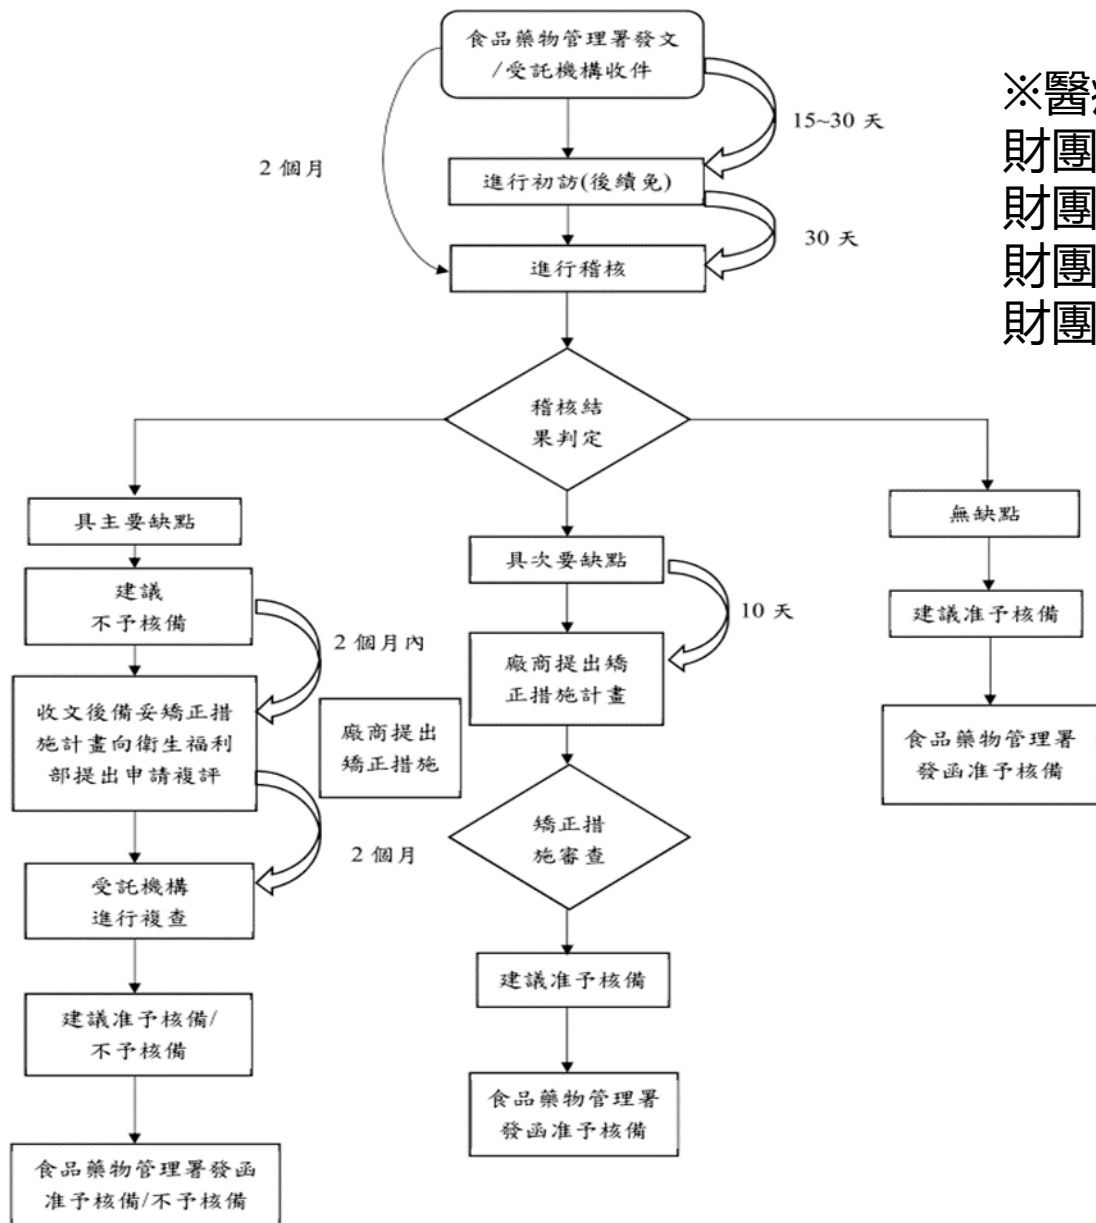 食品藥物管理署發文
/受託機構收件
15~30 天
2 個月
進行初訪(後續免)
30 天
進行稽核
稽核結
果判定
具主要缺點
建議
不予核備
2 個月內
收文後備妥矯正措
施計畫向衛生福利
部提出申請複評
2 個月
受託機構
進行複查
建議准予核備/
不予核備
食品藥物管理署發函
准予核備/不予核備
廠商提出
矯正措施
具次要缺點
10 天
廠商提出矯
正措施計畫
矯正措
施審查
建議准予核備
食品藥物管理署
發函准予核備
無缺點
建議准予核備
食品藥物管理署
發函准予核備
※醫
財團
財團
財團
財團